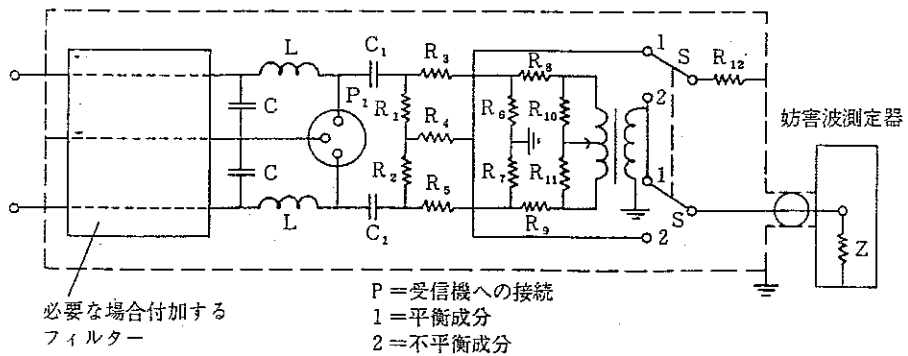 L
C₁
R₃
1
S
R₁₂
R₈
C
P₁
R₁
R₄
R₆
R₁₀
2
妨害波測定器
C
R₂
R₇
R₁₁
1
L
C₂
R₅
R₉
S
2
Z
必要な場合付加する
フィルター
P=受信機への接続
1=平衡成分
2=不平衡成分